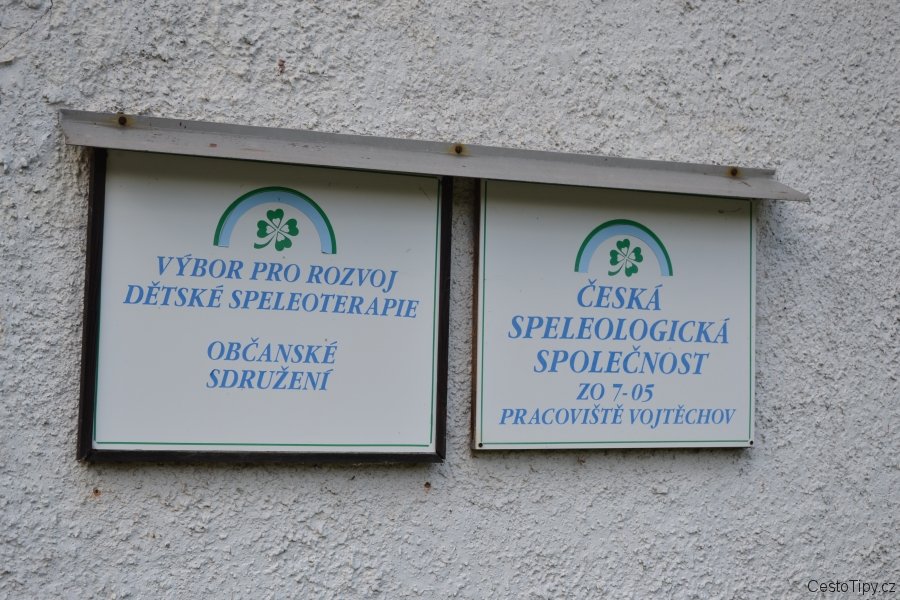 VÝBOR PRO ROZVOJ
DĚTSKÉ SPELEOTERAPIE
OBČANSKÉ
SDRUŽENÍ
ČESKÁ
SPELEOLOGICKÁ
SPOLEČNOST
ZO 7-05
PRACOVIŠTĚ VOJTĚCHOV
CestoTipy.cz